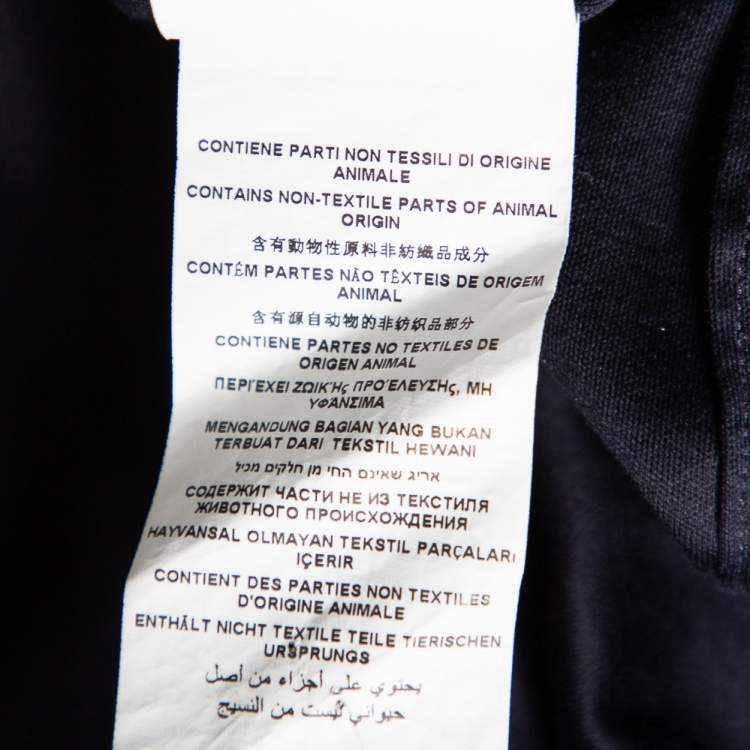 CONTIENE PARTI NON TESSILI DI ORIGINE
ANIMALE
CONTAINS NON-TEXTILE PARTS OF ANIMAL
ORIGIN
含有動物性原料非紡織品成分
CONTÉM PARTES NÃO TÊXTEIS DE ORIGEM
ANIMAL
含有源自动物的非纺织品部分
CONTIENE PARTES NO TEXTILES DE
ORIGEN ANIMAL
ΠΕΡΙΈΧΕΙ ΖΩΙΚΉς ΠΡΟΈΛΕΥΣΗς, ΜΗ
ΥΦΆΝΣΙΜΑ
MENGANDUNG BAGIAN YANG BUKAN
TERBUAT DARI TEKSTIL HEWANI
אריג שאינם החי מן חלקים מכיל
СОДЕРЖИТ ЧАСТИ НЕ ИЗ ТЕКСТИЛЯ
ЖИВОТНОГО ПРОИСХОЖДЕНИЯ
HAYVANSAL OLMAYAN TEKSTIL PARÇALARI
IÇERIR
CONTIENT DES PARTIES NON TEXTILES
D'ORIGINE ANIMALE
ENTHÄLT NICHT TEXTILE TEILE TIERISCHEN
URSPRUNGS
يحتوي على أجزاء من أصل
حيواني ليست من النسيج